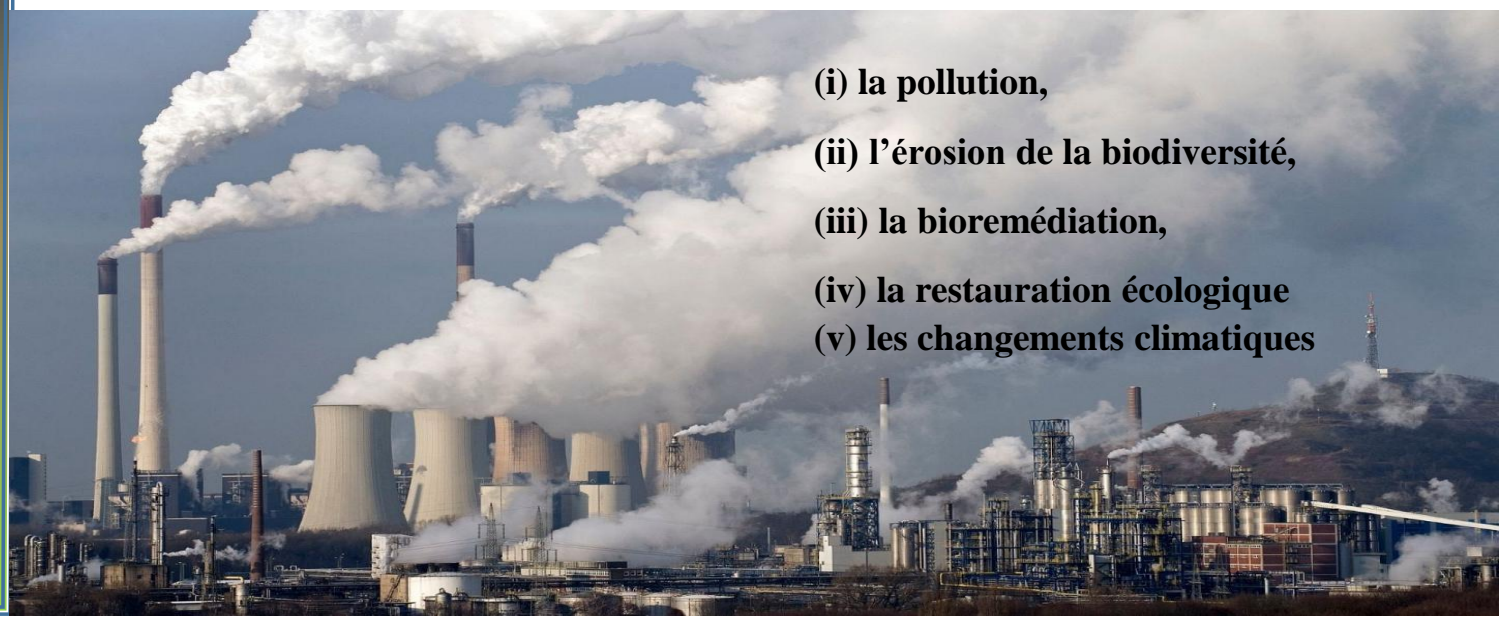 (i) la pollution,
(ii) l’érosion de la biodiversité,
(iii) la bioremédiation,
(iv) la restauration écologique
(v) les changements climatiques